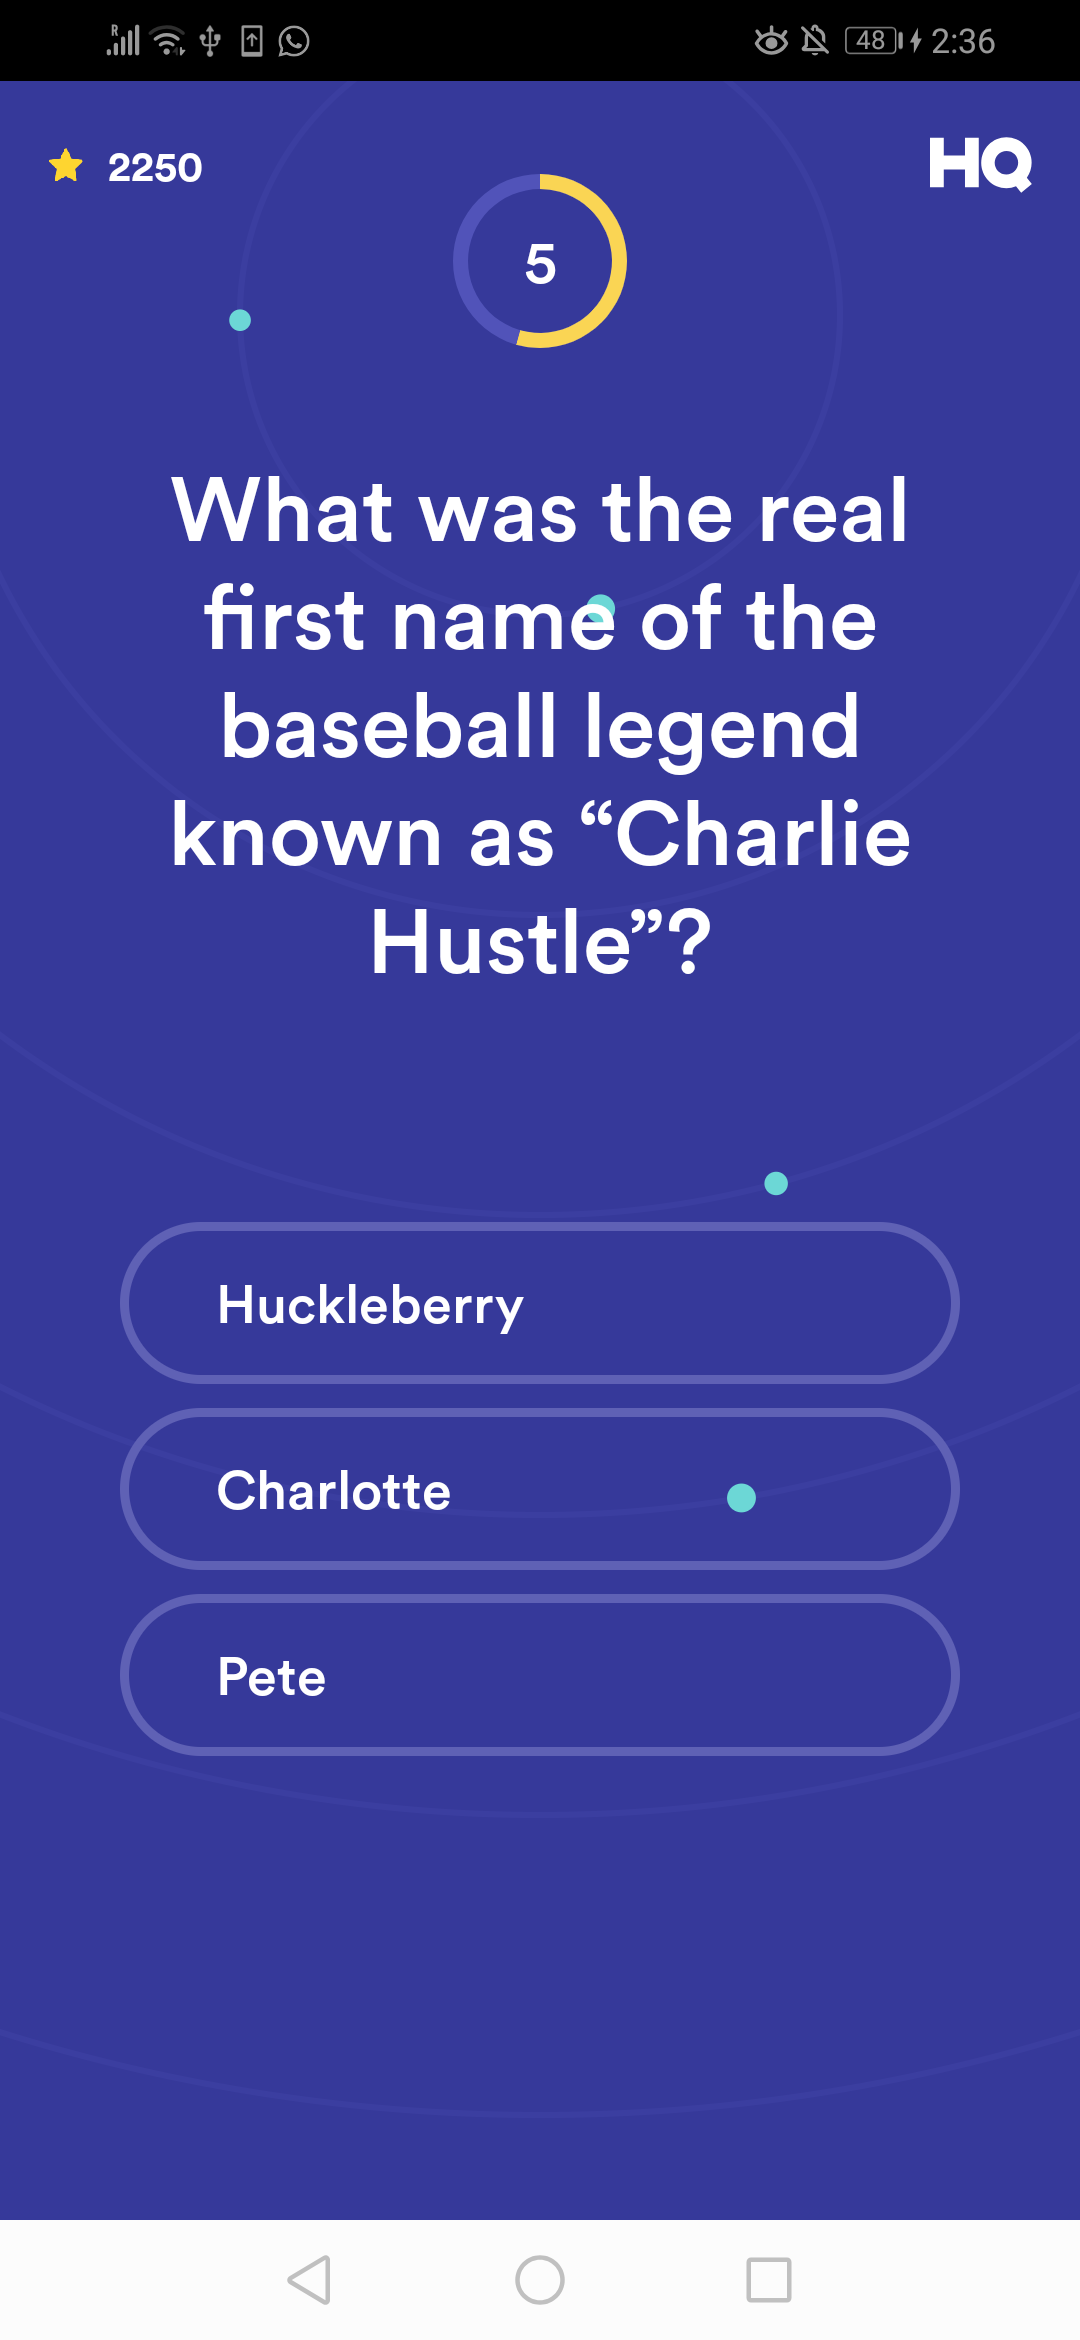 48 2:36
2250 HQ
5
What was the real
first name of the
baseball legend
known as “Charlie
Hustle”?
Huckleberry
Charlotte
Pete